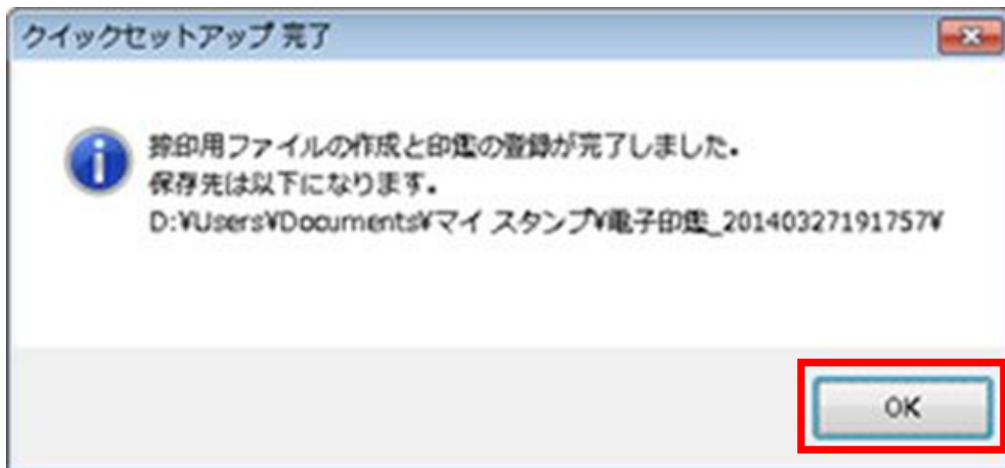 クイックセットアップ 完了
捺印用ファイルの作成と印鑑の登録が完了しました。
保存先は以下になります。
D:¥Users¥Documents¥マイ スタンプ¥電子印鑑_20140327191757¥
OK